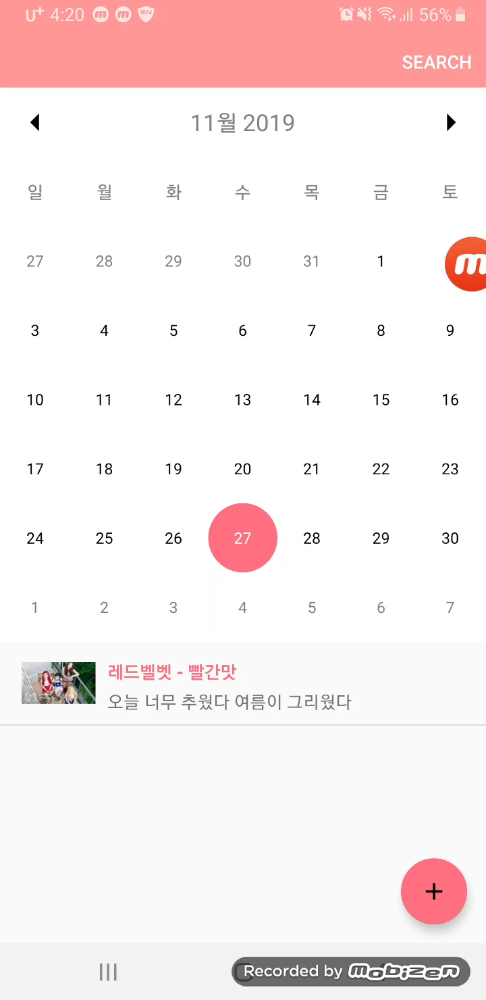 U+ 4:20 m m EN 56%
SEARCH
11월 2019
일 월 화 수 목 금 토
27 28 29 30 31 1 m
3 4 5 6 7 8 9
10 11 12 13 14 15 16
17 18 19 20 21 22 23
24 25 26 27 28 29 30
1 2 3 4 5 6 7
레드벨벳 - 빨간맛
오늘 너무 추웠다 여름이 그리웠다
+
Recorded by mobizen